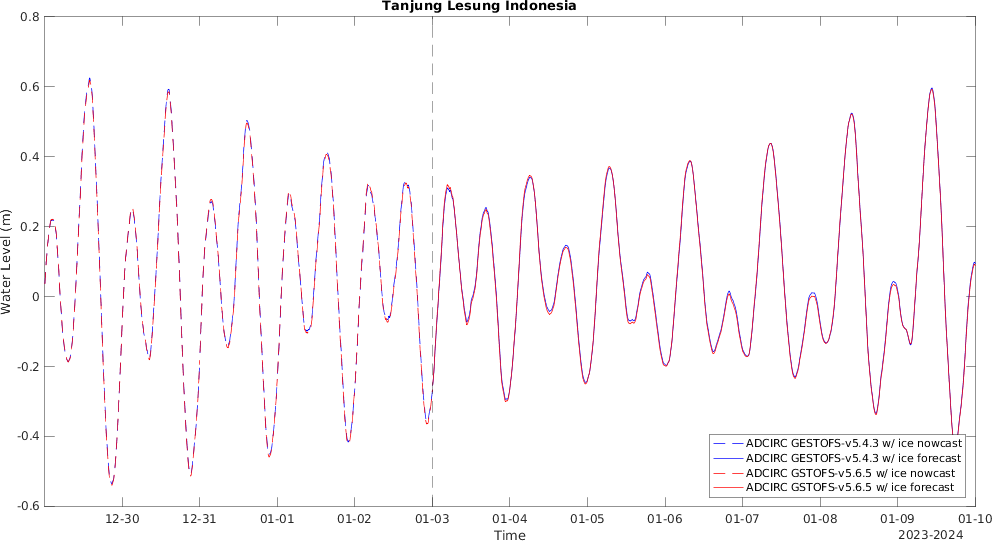 Tanjung Lesung Indonesia
Water Level (m)
0.8
0.6
0.4
0.2
0
-0.2
-0.4
-0.6
ADCIRC GESTOFS-v5.4.3 w/ ice nowcast
ADCIRC GESTOFS-v5.4.3 w/ ice forecast
ADCIRC GSTOFS-v5.6.5 w/ ice nowcast
ADCIRC GSTOFS-v5.6.5 w/ ice forecast
12-30 12-31 01-01 01-02 01-03 01-04 01-05 01-06 01-07 01-08 01-09 01-10
Time
2023-2024